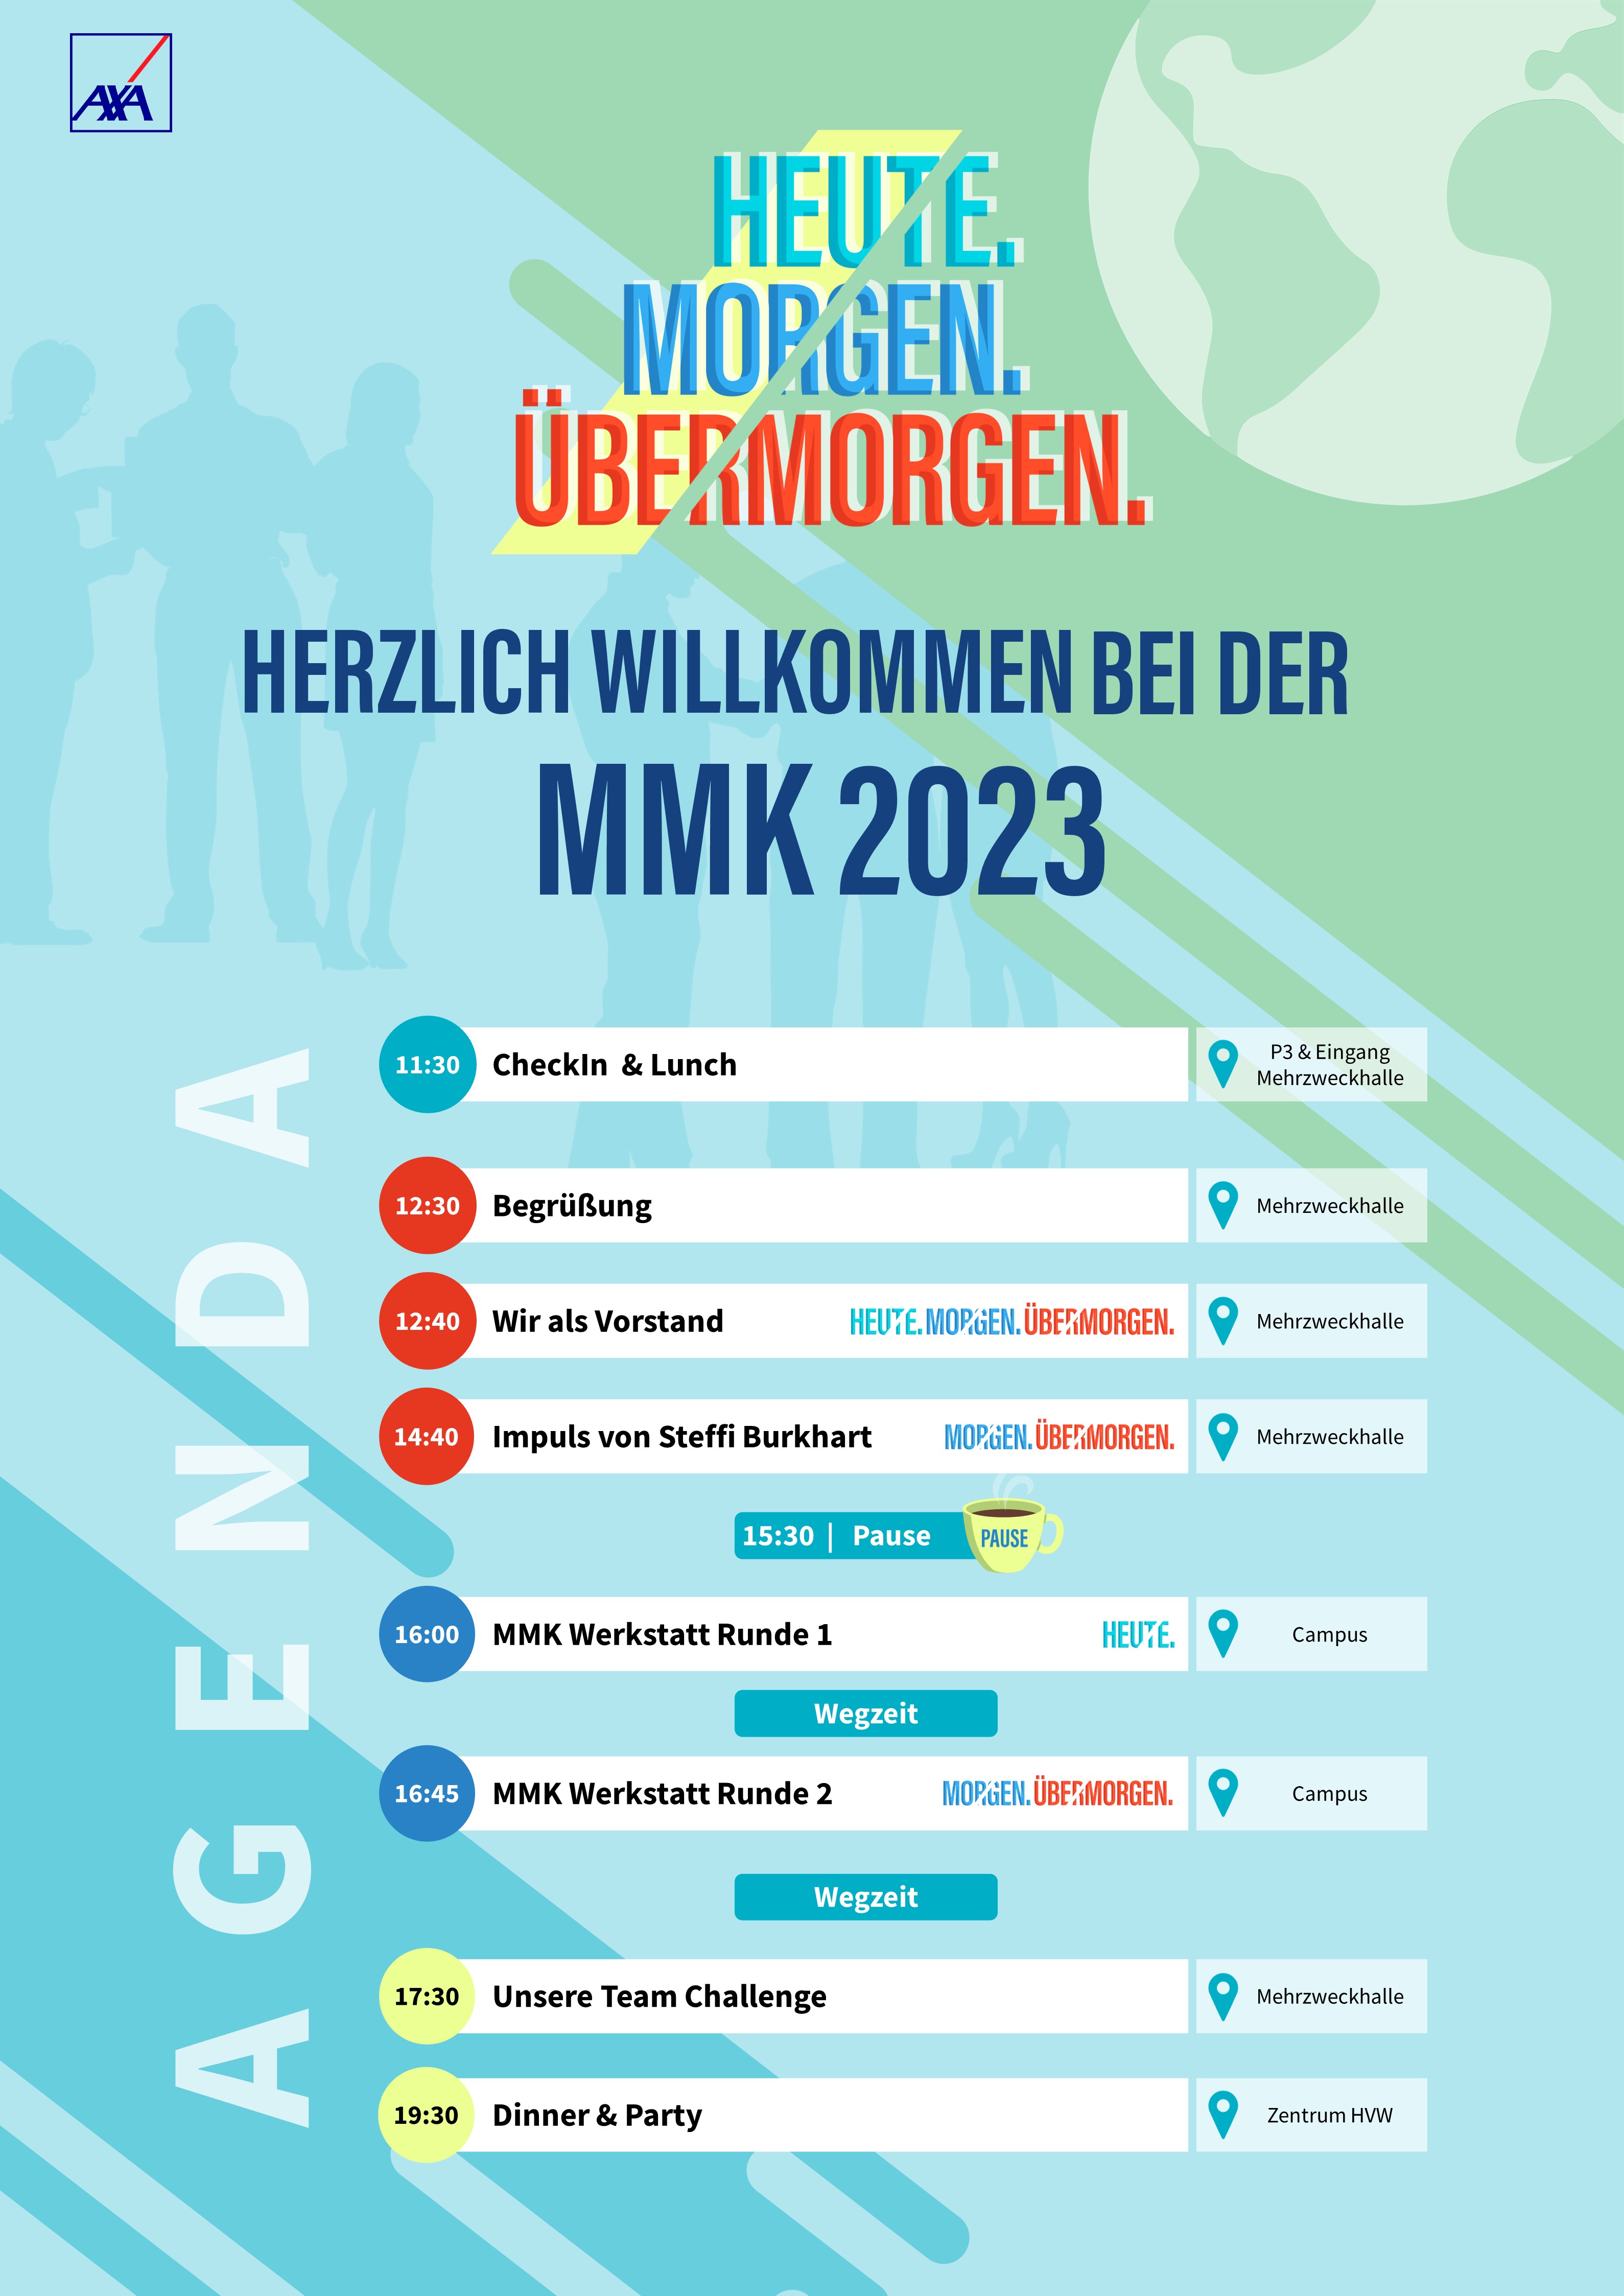 AXA
HEUTE.
MORGEN.
ÜBERMORGEN.
HERZLICH WILLKOMMEN BEI DER
MMK 2023
AGENDA
11:30 CheckIn & Lunch P3 & Eingang
Mehrzweckhalle
12:30 Begrüßung Mehrzweckhalle
12:40 Wir als Vorstand HEUTE. MORGEN. ÜBERMORGEN. Mehrzweckhalle
14:40 Impuls von Steffi Burkhart MORGEN. ÜBERMORGEN. Mehrzweckhalle
15:30 | Pause PAUSE
16:00 MMK Werkstatt Runde 1 HEUTE. Campus
Wegzeit
16:45 MMK Werkstatt Runde 2 MORGEN. ÜBERMORGEN. Campus
Wegzeit
17:30 Unsere Team Challenge Mehrzweckhalle
19:30 Dinner & Party Zentrum HVW